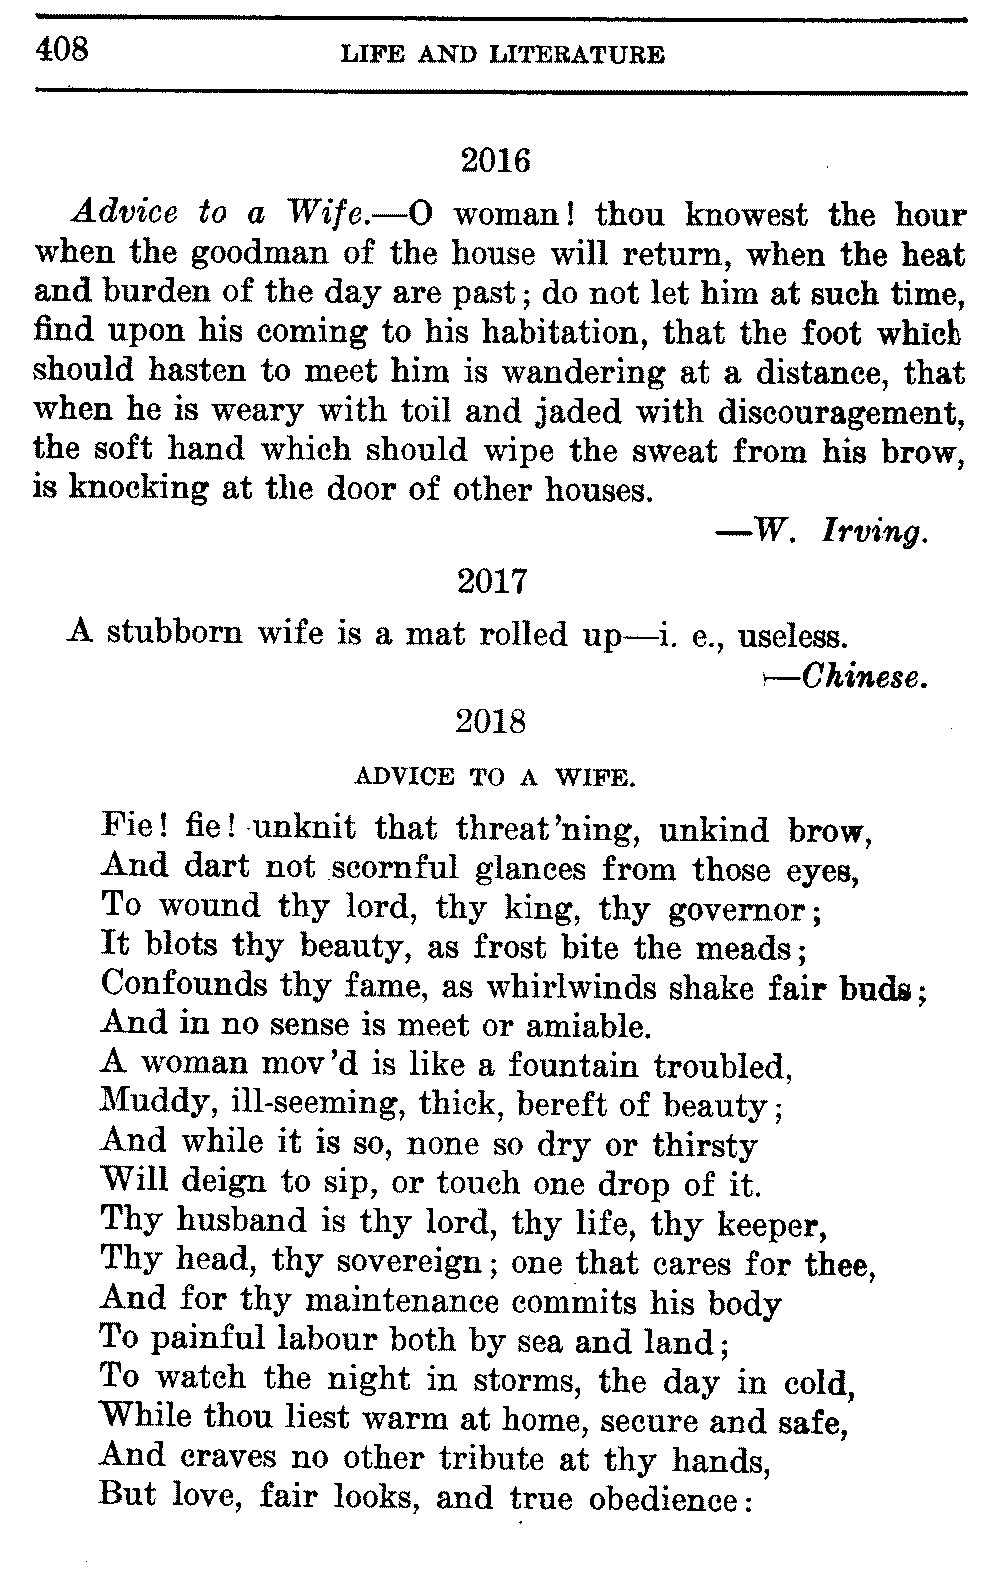 408 LIFE AND LITERATURE
2016
Advice to a Wife.—O woman! thou knowest the hour
when the goodman of the house will return, when the heat
and burden of the day are past; do not let him at such time,
find upon his coming to his habitation, that the foot which
should hasten to meet him is wandering at a distance, that
when he is weary with toil and jaded with discouragement,
the soft hand which should wipe the sweat from his brow,
is knocking at the door of other houses.
—W. Irving.
2017
A stubborn wife is a mat rolled up—i. e., useless.
—Chinese.
2018
ADVICE TO A WIFE.
Fie! fie! unknit that threat'ning, unkind brow,
And dart not scornful glances from those eyes,
To wound thy lord, thy king, thy governor;
It blots thy beauty, as frost bite the meads;
Confounds thy fame, as whirlwinds shake fair buds;
And in no sense is meet or amiable.
A woman mov'd is like a fountain troubled,
Muddy, ill-seeming, thick, bereft of beauty;
And while it is so, none so dry or thirsty
Will deign to sip, or touch one drop of it.
Thy husband is thy lord, thy life, thy keeper,
Thy head, thy sovereign; one that cares for thee,
And for thy maintenance commits his body
To painful labour both by sea and land;
To watch the night in storms, the day in cold,
While thou liest warm at home, secure and safe,
And craves no other tribute at thy hands,
But love, fair looks, and true obedience: